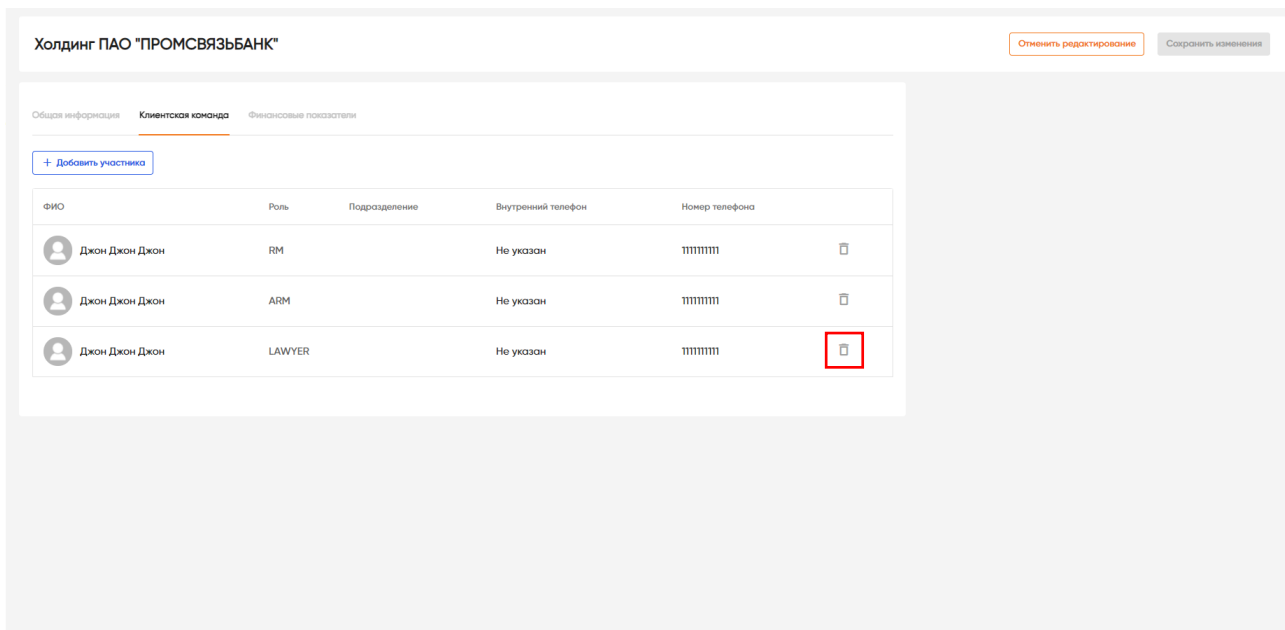 Холдинг ПАО "ПРОМСВЯЗЬБАНК"
Отменить редактирование Сохранить изменения
Общая информация Клиентская команда Финансовые показатели
+ Добавить участника
ФИО Роль Подразделение Внутренний телефон Номер телефона
Джон Джон Джон RM Не указан 1111111111
Джон Джон Джон ARM Не указан 1111111111
Джон Джон Джон LAWYER Не указан 1111111111